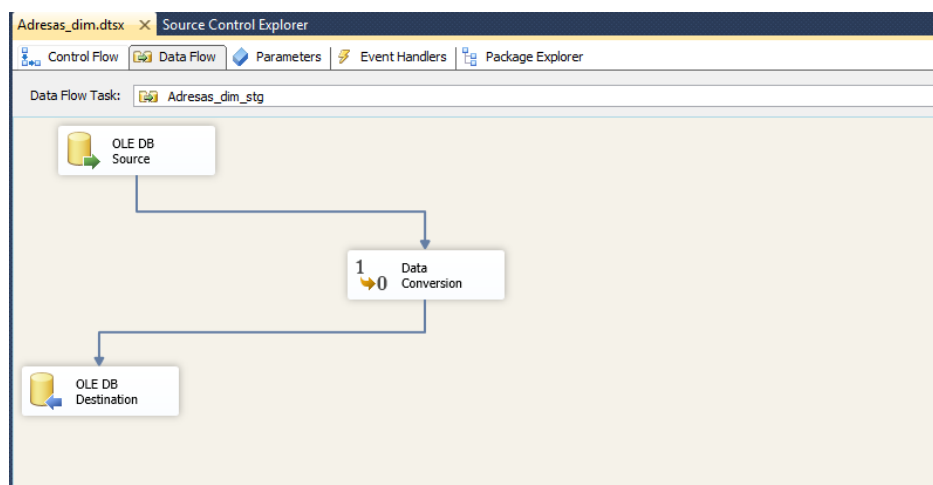 Adresas_dim.dtsx Source Control Explorer
Control Flow Data Flow Parameters Event Handlers Package Explorer
Data Flow Task: Adresas_dim_stg
OLE DB
Source
1 Data
0 Conversion
OLE DB
Destination